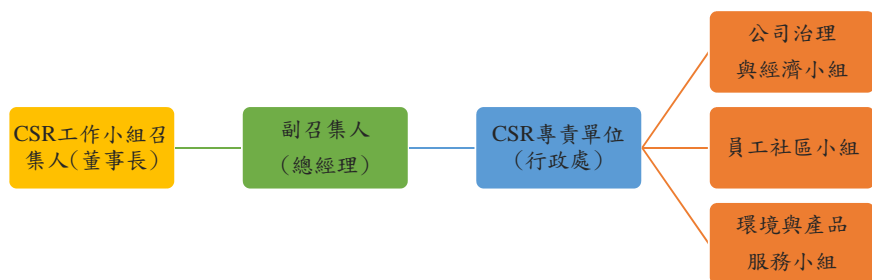 CSR工作小組召
集人(董事長)
副召集人
(總經理)
CSR專責單位
(行政處)
公司治理
與經濟小組
員工社區小組
環境與產品
服務小組